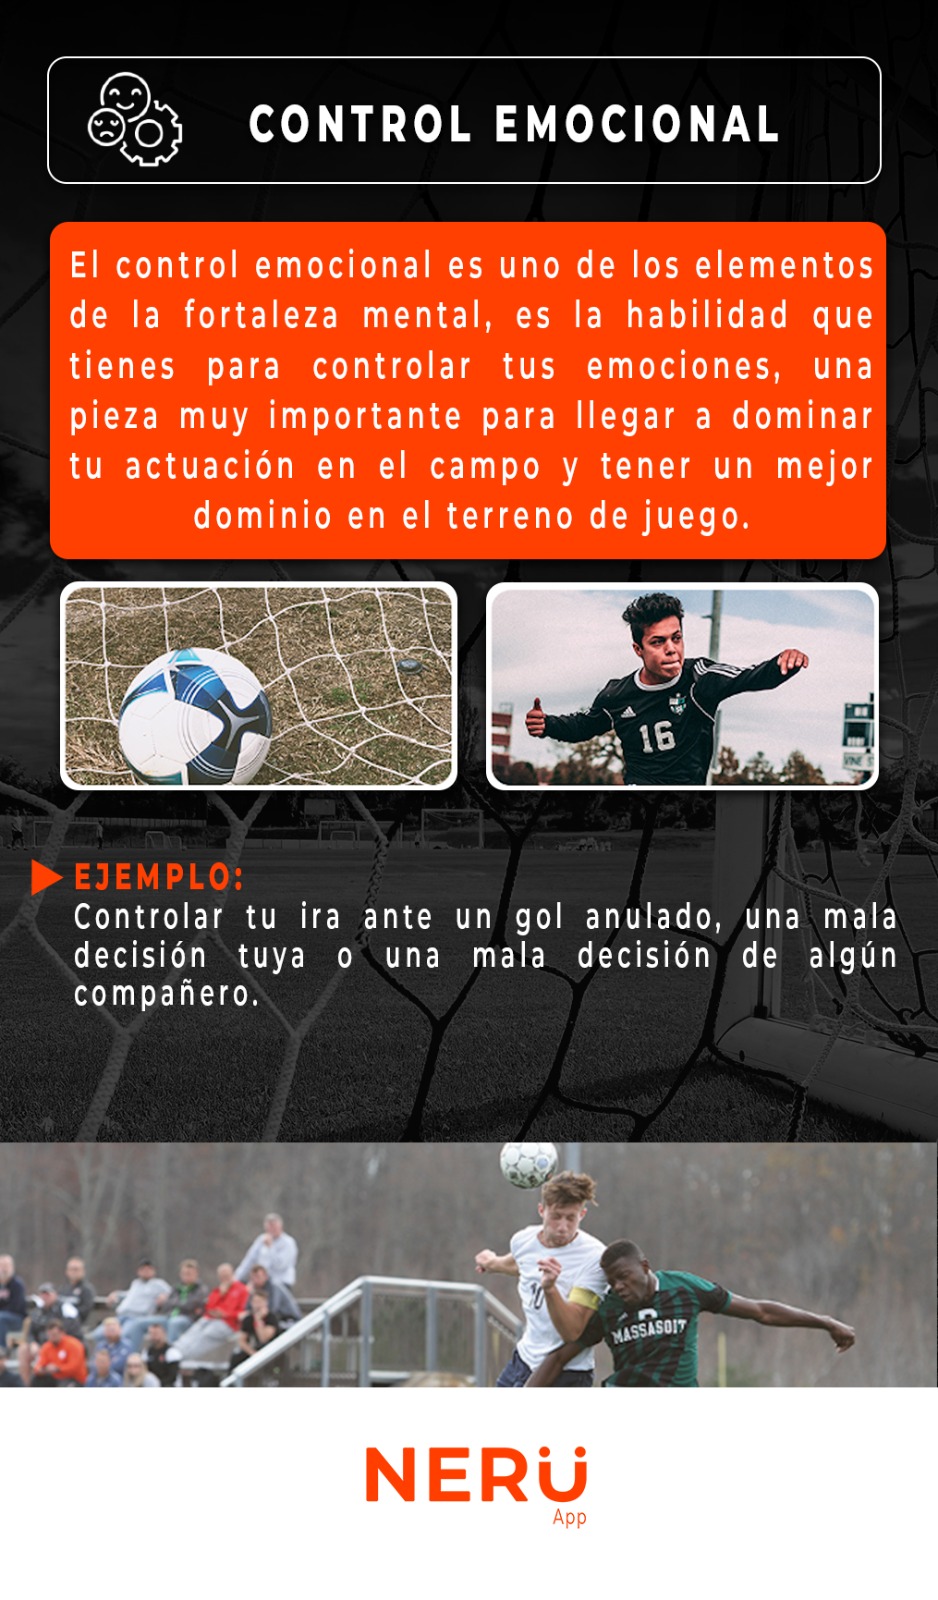 CONTROL EMOCIONAL
El control emocional es uno de los elementos
de la fortaleza mental, es la habilidad que
tienes para controlar tus emociones, una
pieza muy importante para llegar a dominar
tu actuación en el campo y tener un mejor
dominio en el terreno de juego.
16
EJEMPLO:
Controlar tu ira ante un gol anulado, una mala
decisión tuya o una mala decisión de algún
compañero.
10
MASSASOIT
NERÜ
App